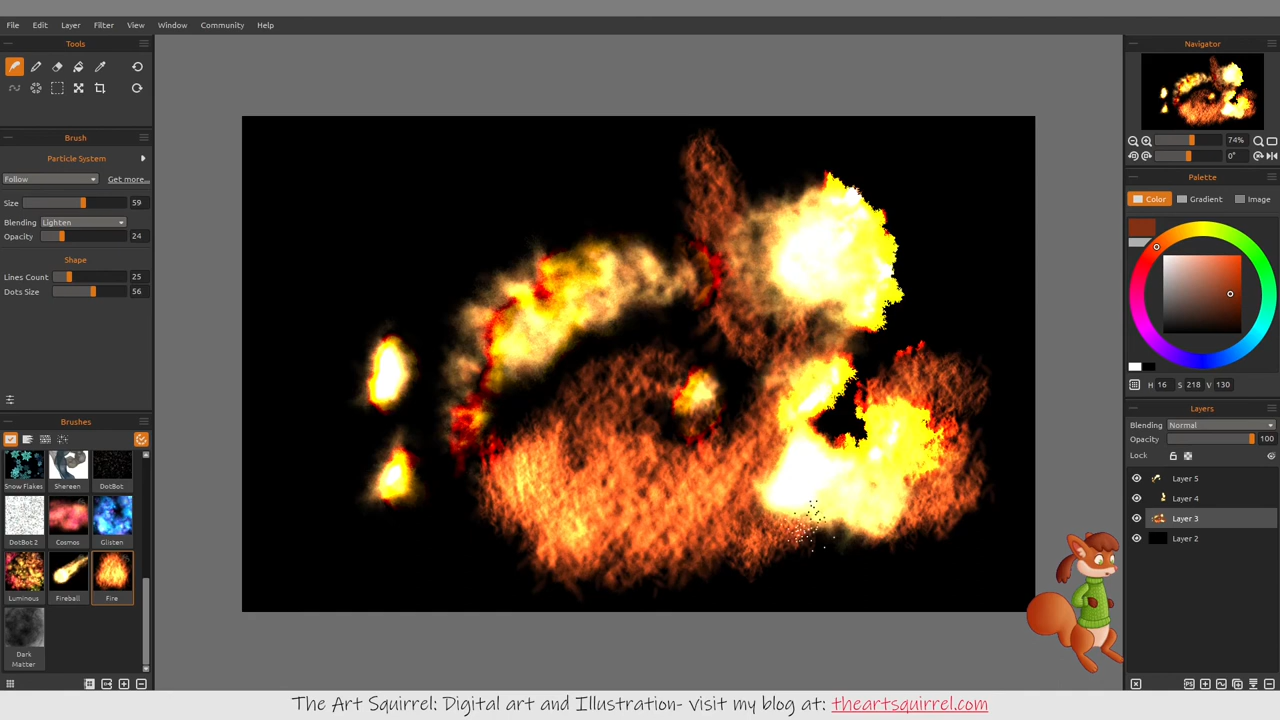 File Edit Layer Filter View Window Community Help
Tools
Navigator
74%
0°
Brush
Particle System
Follow Get more...
Size 59
Blending Lighten
Opacity 24
Shape
Lines Count 25
Dots Size 56
Palette
Color Gradient Image
H 16 S 218 V 130
Brushes
Snow Flakes Shereen DotBot
DotBot 2 Cosmos Glisten
Luminous Fireball Fire
Dark
Matter
Layers
Blending Normal
Opacity 100
Lock
Layer 5
Layer 4
Layer 3
Layer 2
PS
The Art Squirrel: Digital art and Illustration- visit my blog at: theartsquirrel.com